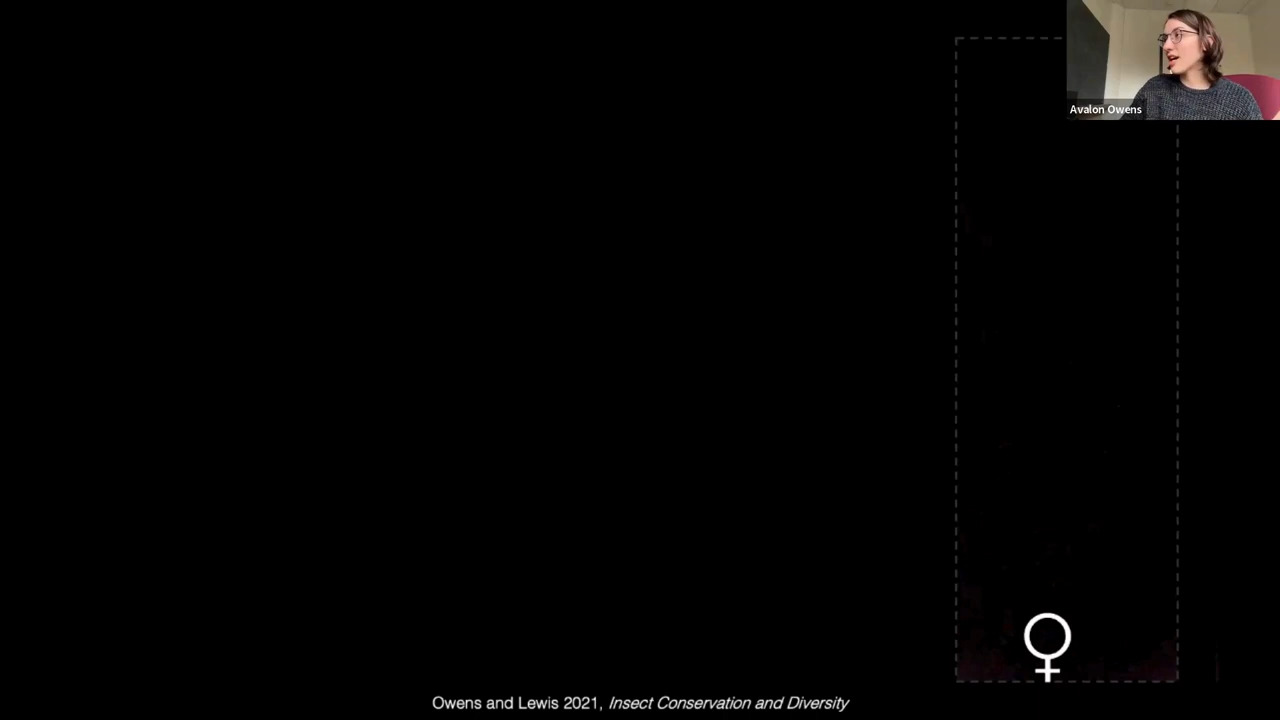 Avalon Owens
Owens and Lewis 2021, Insect Conservation and Diversity